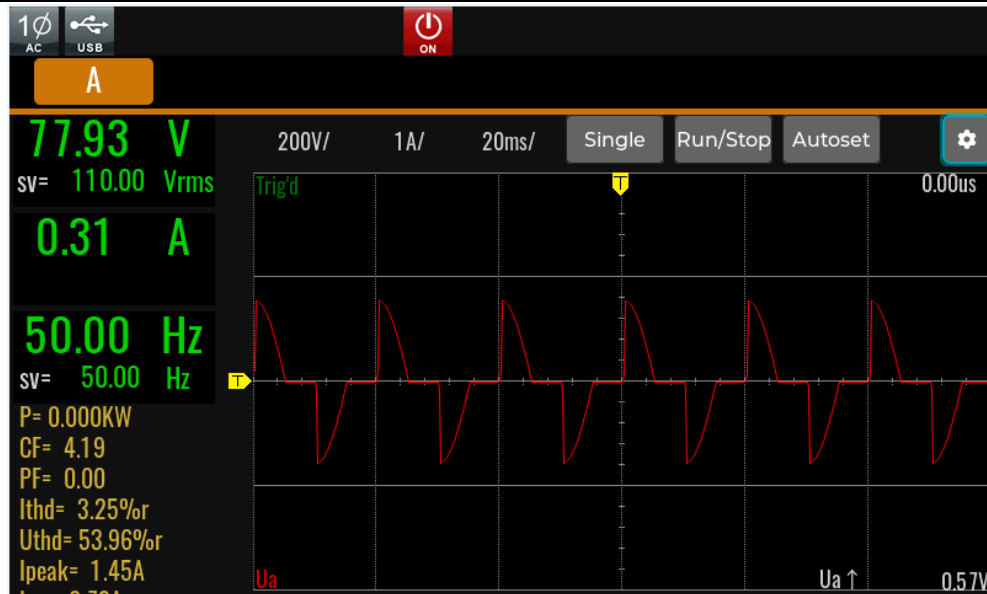 1Ø
AC
USB
ON
A
77.93 V
sv= 110.00 Vrms
0.31 A
50.00 Hz
sv= 50.00 Hz
P= 0.000KW
CF= 4.19
PF= 0.00
Ithd= 3.25%r
Uthd= 53.96%r
Ipeak= 1.45A
200V/ 1A/ 20ms/ Single Run/Stop Autoset
Trig'd T 0.00us
T
Ua Ua↑ 0.57V